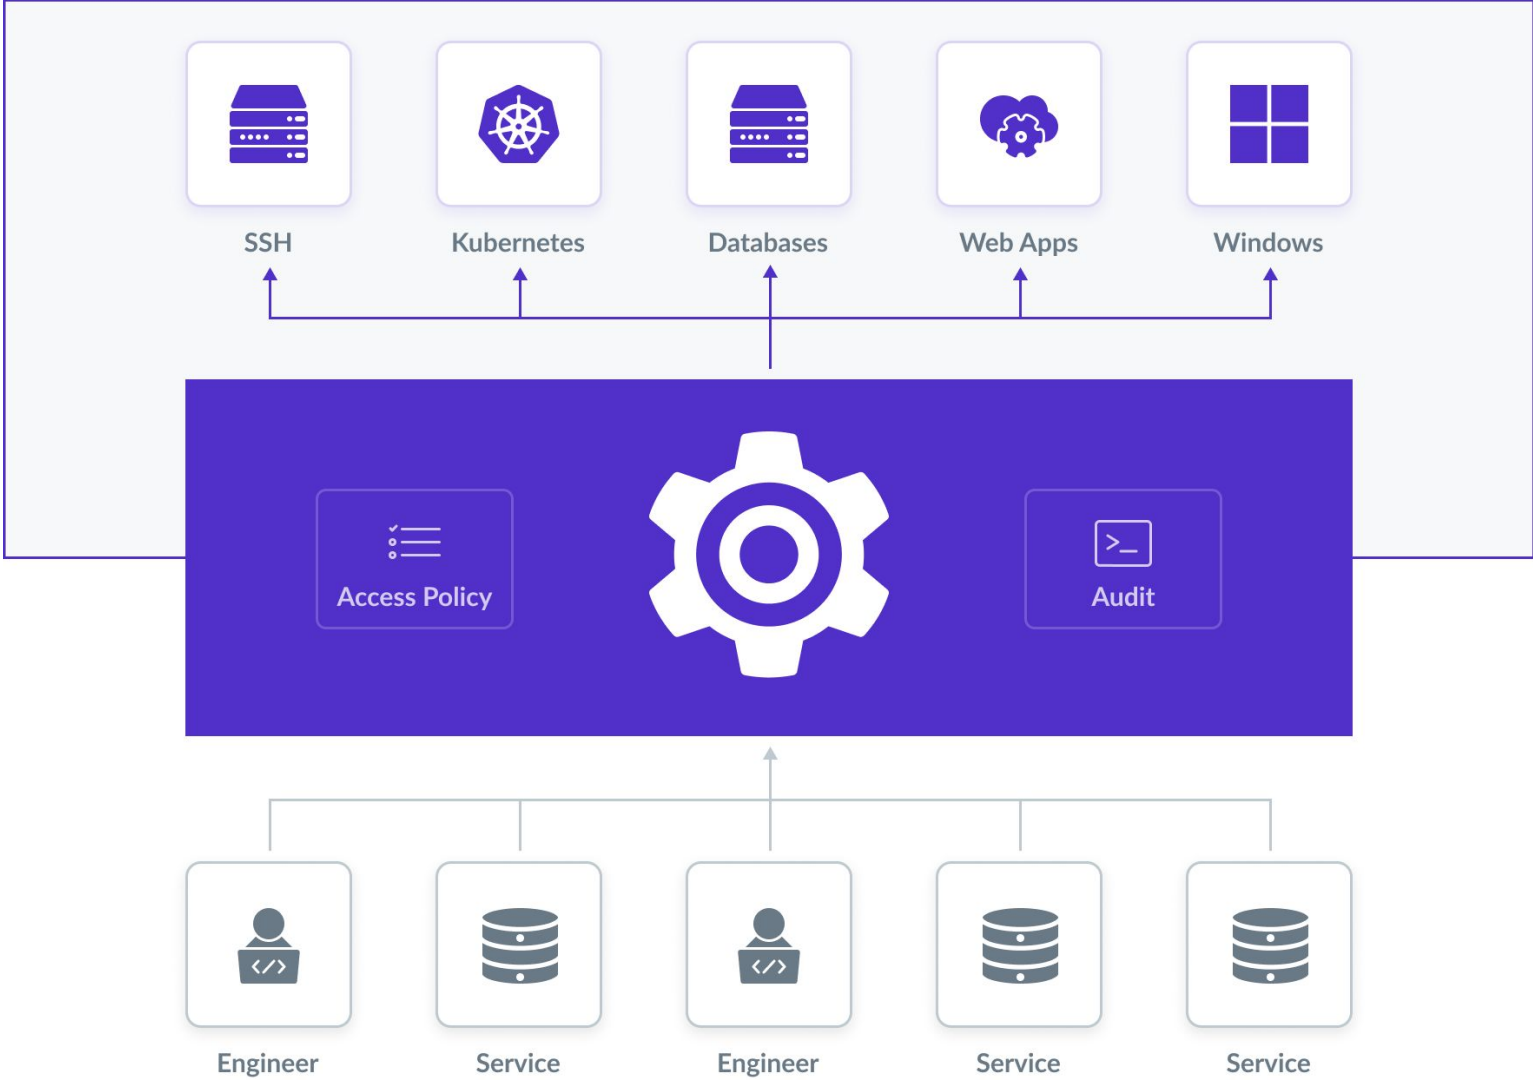 SSH
Kubernetes
Databases
Web Apps
Windows
Access Policy
>_
Audit
</>
</>
Engineer
Service
Engineer
Service
Service